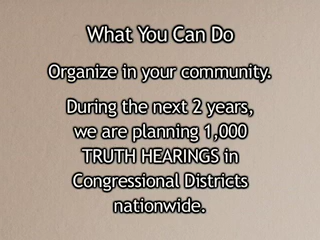 What You Can Do
Organize in your community.
During the next 2 years,
we are planning 1,000
TRUTH HEARINGS in
Congressional Districts
nationwide.